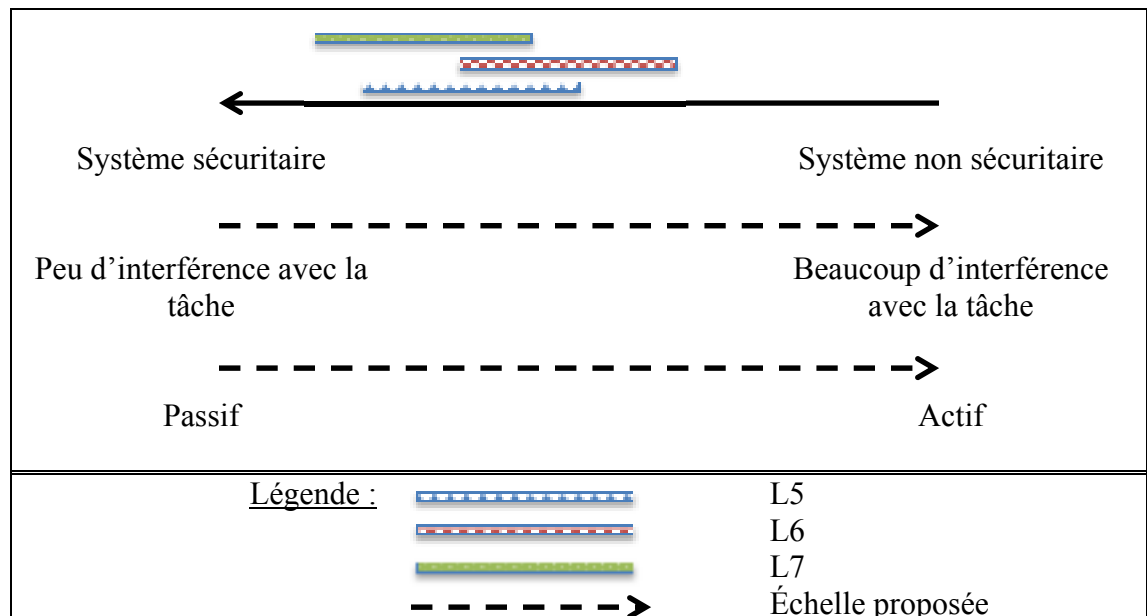 Système sécuritaire
Système non sécuritaire
Peu d'interférence avec la
tâche
Beaucoup d'interférence
avec la tâche
Passif
Actif
Légende :
L5
L6
L7
Échelle proposée